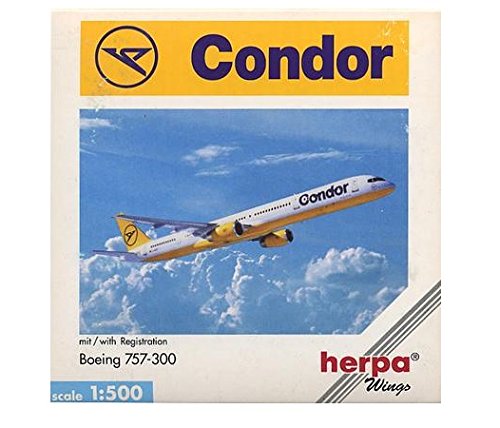 Condor
Condor
mit / with Registration
Boeing 757-300
herpa®
Wings
scale 1:500